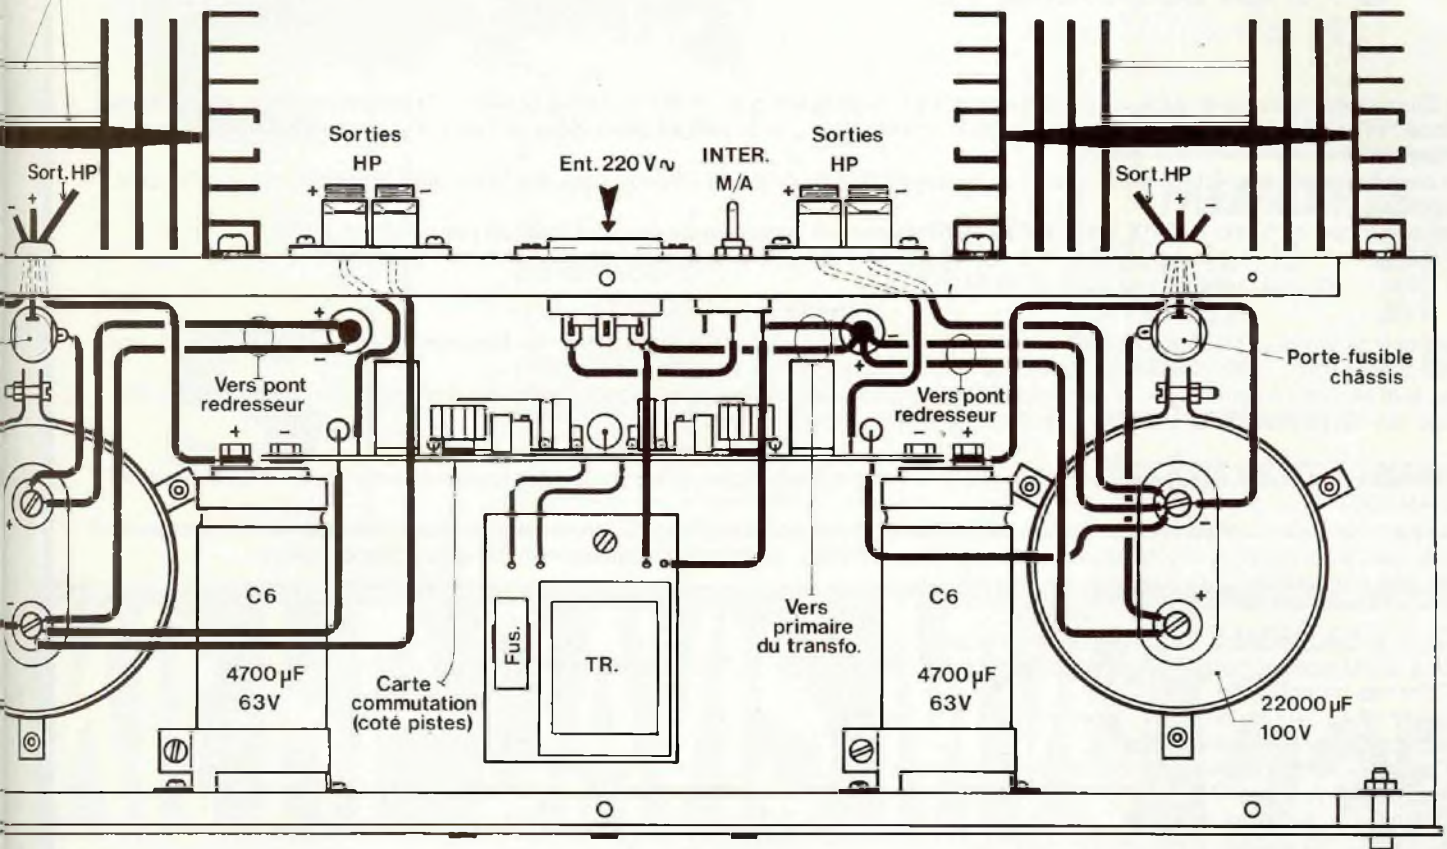 Sorties
HP
Ent. 220 V~
INTER.
M/A
Sorties
HP
Sort. HP
- + -
+ -
+ -
Sort. HP
+ -
+
-
-
+
Porte-fusible
châssis
Vers pont
redresseur
Vers pont
redresseur
+ -
- +
+
-
-
+
C6
4700 µF
63V
Fus.
TR.
Vers
primaire
du transfo.
C6
4700 µF
63V
Carte
commutation
(coté pistes)
22000 µF
100V